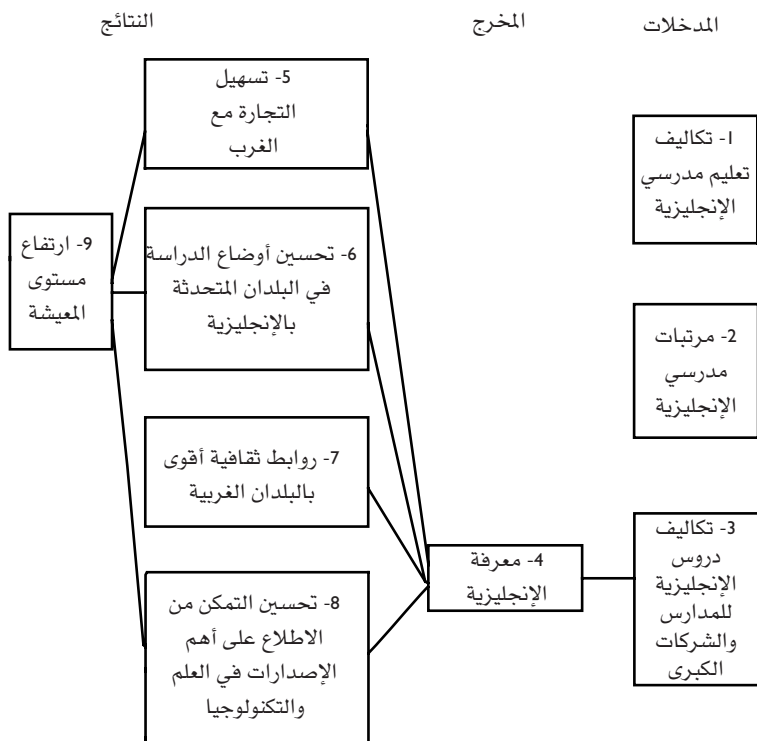 المدخلات
المخرج
النتائج
1- تكاليف
تعليم مدرسي
الإنجليزية
2- مرتبات
مدرسي
الإنجليزية
3- تكاليف
دروس
الإنجليزية
للمدارس
والشركات
الكبرى
4- معرفة
الإنجليزية
5- تسهيل
التجارة مع
الغرب
6- تحسين أوضاع الدراسة
في البلدان المتحدثة
بالإنجليزية
7- روابط ثقافية أقوى
بالبلدان الغربية
8- تحسين التمكن من
الاطلاع على أهم
الإصدارات في العلم
والتكنولوجيا
9- ارتفاع
مستوى
المعيشة